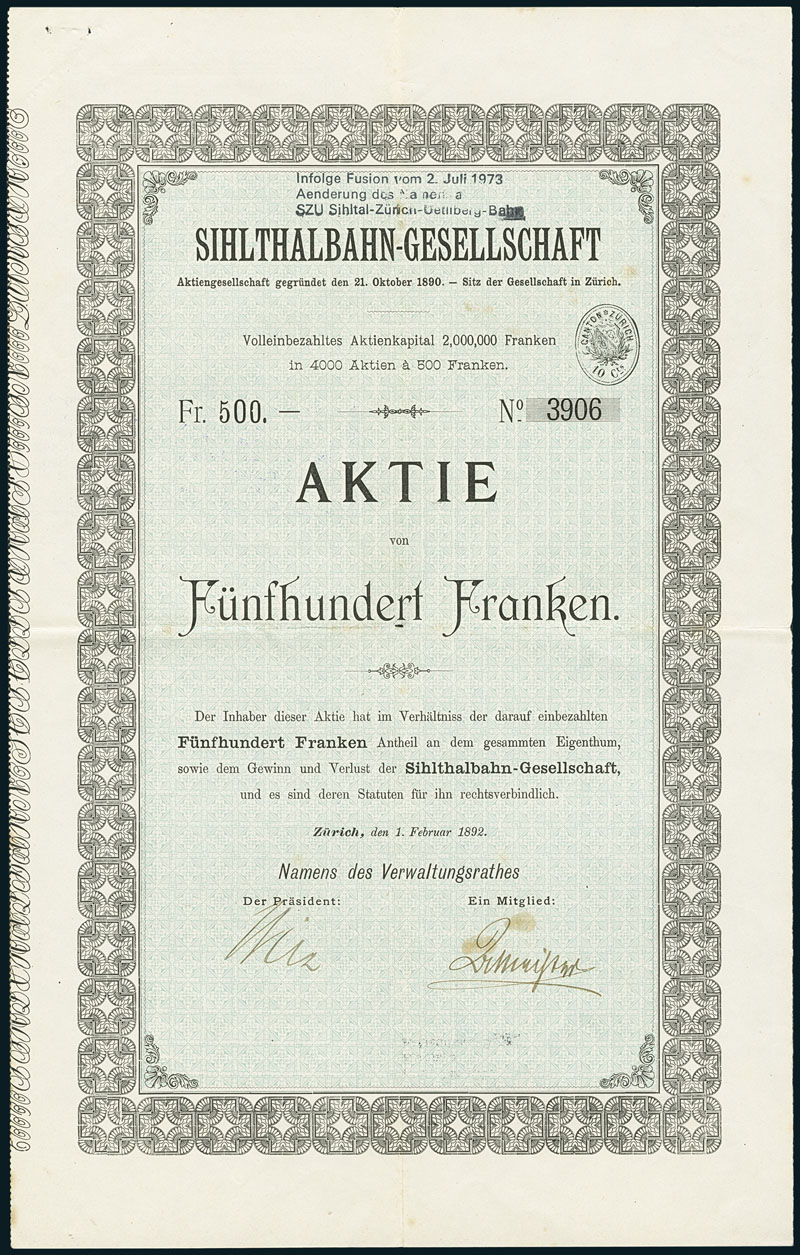 Infolge Fusion vom 2. Juli 1973
Aenderung des
SZU Sihltal-Zürich-Uetliberg-Bahn
SIHLTHALBAHN-GESELLSCHAFT
Aktiengesellschaft gegründet den 21. Oktober 1890. — Sitz der Gesellschaft in Zürich.
Volleinbezahltes Aktienkapital 2,000,000 Franken
in 4000 Aktien à 500 Franken.
CANTON ZÜRICH
10 Cts
Fr. 500. — No. 3906
AKTIE
von
Fünfhundert Franken.
Der Inhaber dieser Aktie hat im Verhältniss der darauf einbezahlten
Fünfhundert Franken Antheil an dem gesammten Eigenthum,
sowie dem Gewinn und Verlust der Sihlthalbahn-Gesellschaft,
und es sind deren Statuten für ihn rechtsverbindlich.
Zürich, den 1. Februar 1892.
Namens des Verwaltungsrathes
Der Präsident: Ein Mitglied: